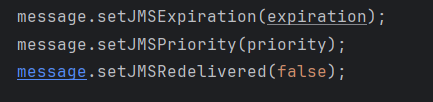 message.setJMSExpiration(expiration);
message.setJMSPriority(priority);
message.setJMSRedelivered(false);